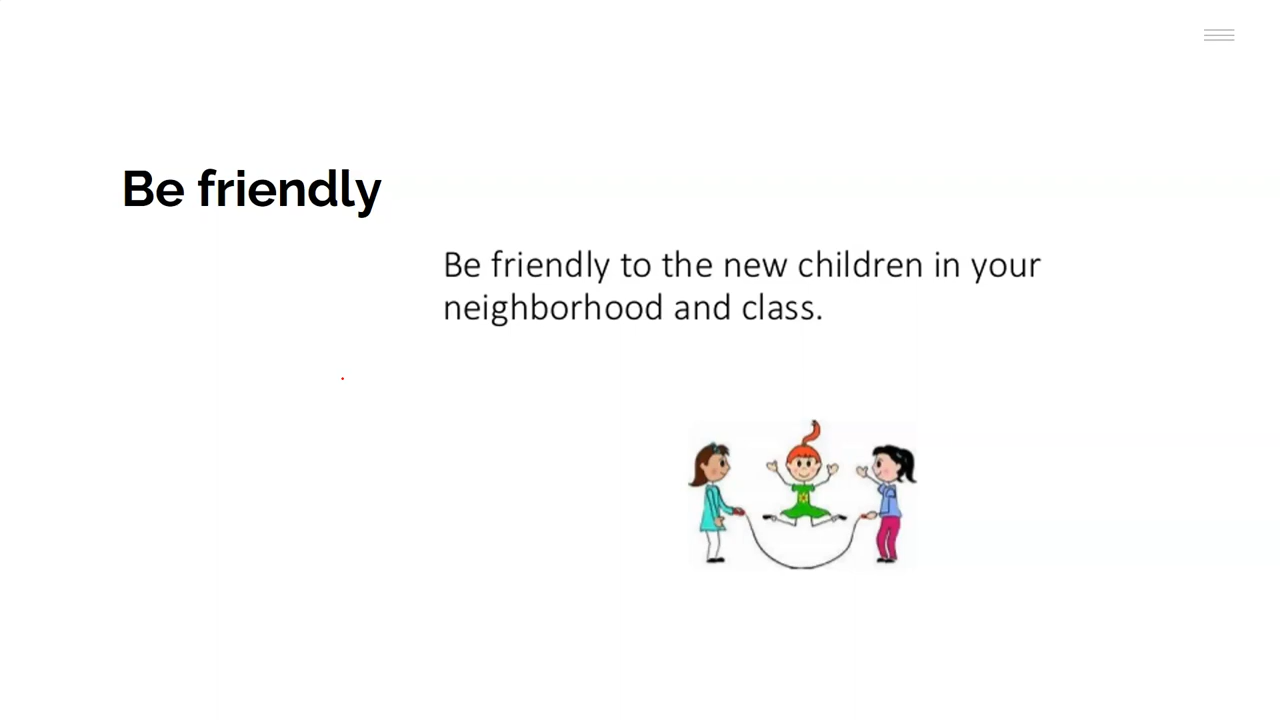 Be friendly
Be friendly to the new children in your
neighborhood and class.